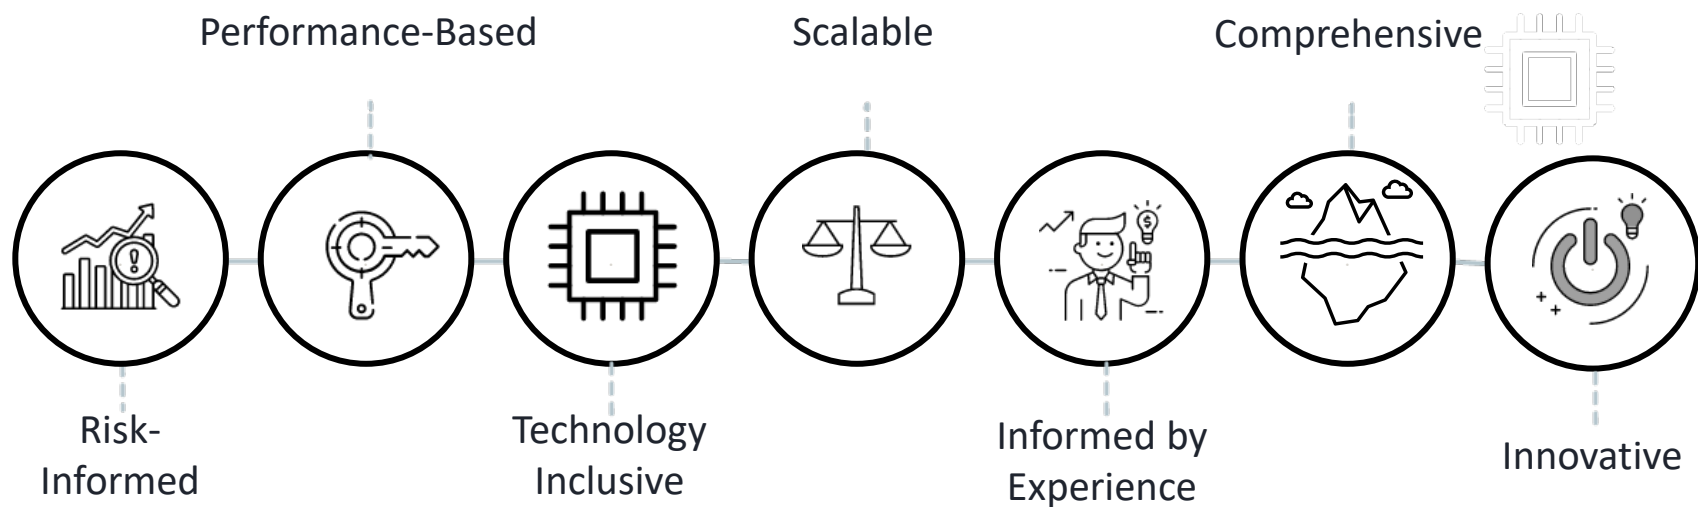 Performance-Based
Scalable
Comprehensive
Risk-
Informed
Technology
Inclusive
Informed by
Experience
Innovative